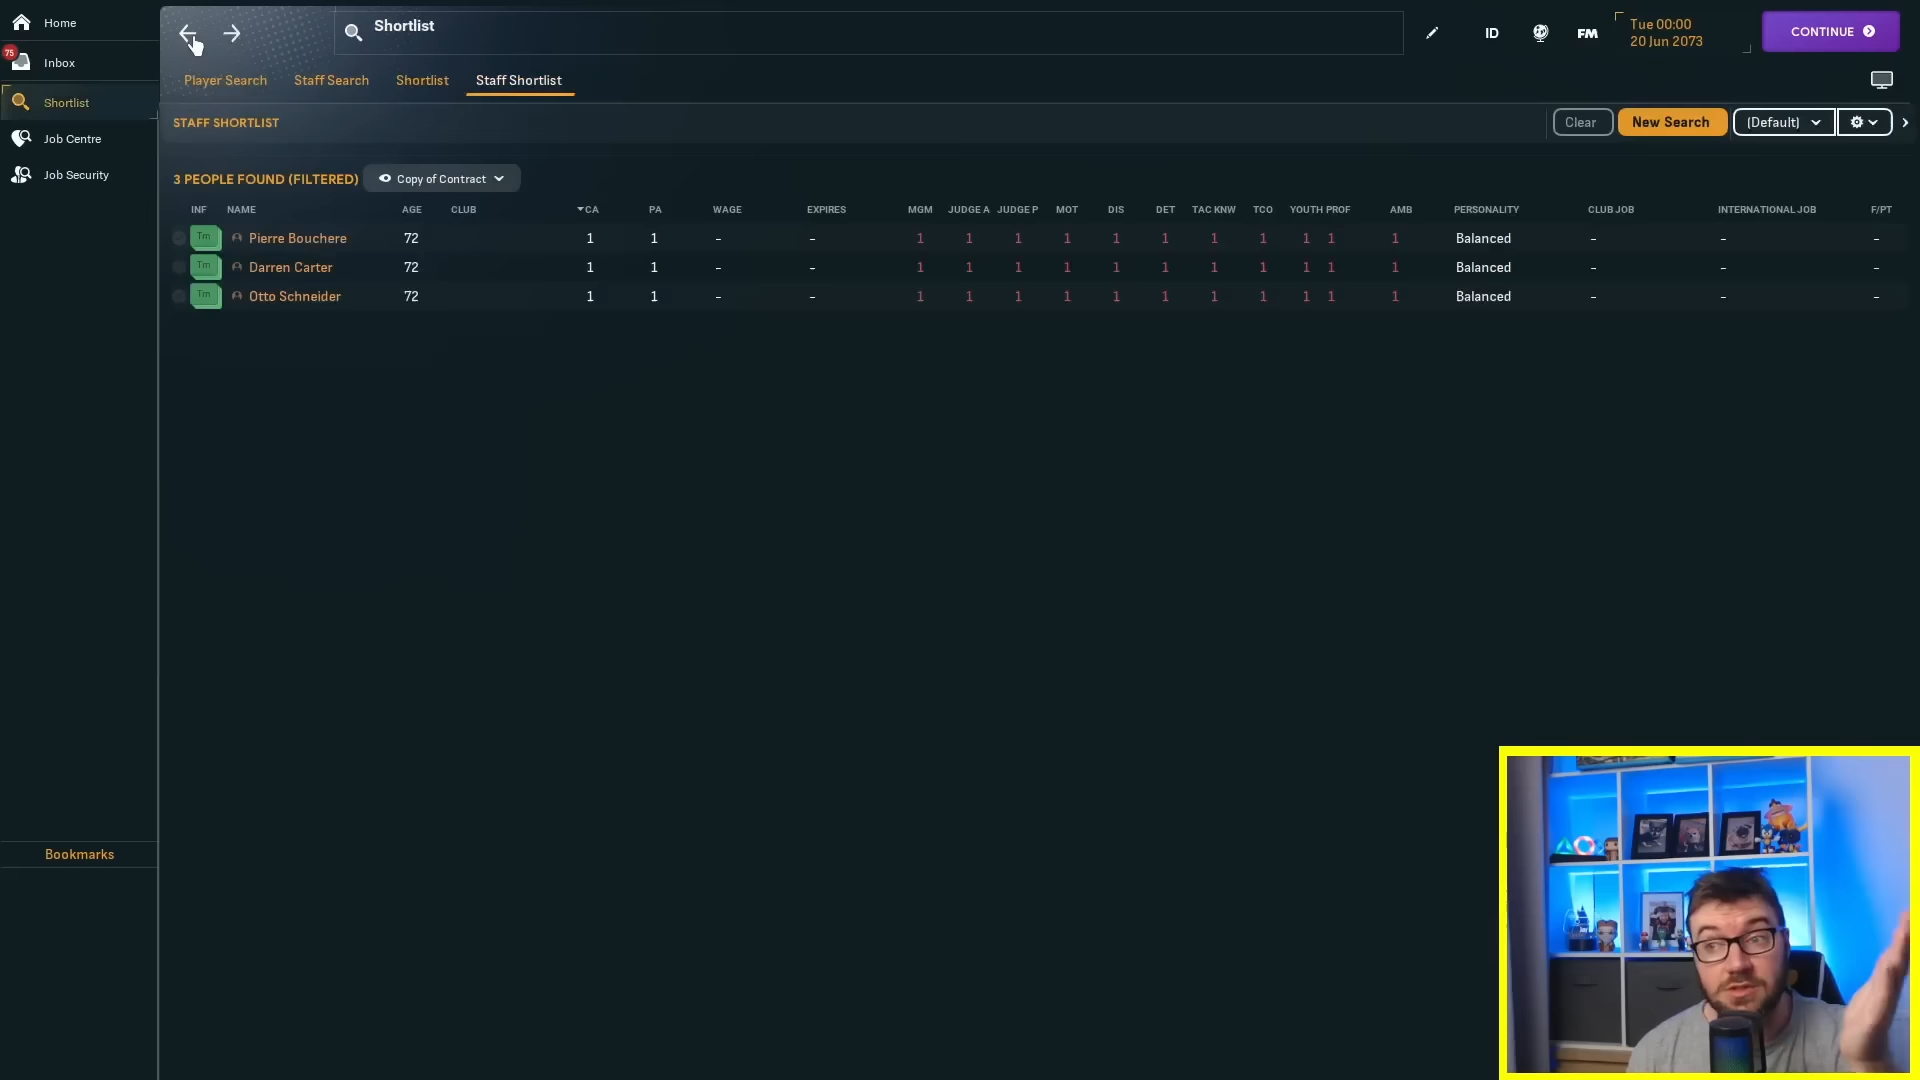 Home
75
Inbox
Shortlist
Job Centre
Job Security
Bookmarks
Shortlist
ID
FM
Tue 00:00
20 Jun 2073
CONTINUE
Player Search Staff Search Shortlist Staff Shortlist
STAFF SHORTLIST
Clear New Search (Default)
3 PEOPLE FOUND (FILTERED) Copy of Contract
INF NAME AGE CLUB CA PA WAGE EXPIRES MGM JUDGE A JUDGE P MOT DIS DET TAC KNW TCO YOUTH PROF AMB PERSONALITY CLUB JOB INTERNATIONAL JOB F/PT
Trn Pierre Bouchere 72 1 1 - - 1 1 1 1 1 1 1 1 1 1 1 Balanced - - -
Trn Darren Carter 72 1 1 - - 1 1 1 1 1 1 1 1 1 1 1 Balanced - - -
Trn Otto Schneider 72 1 1 - - 1 1 1 1 1 1 1 1 1 1 1 Balanced - - -